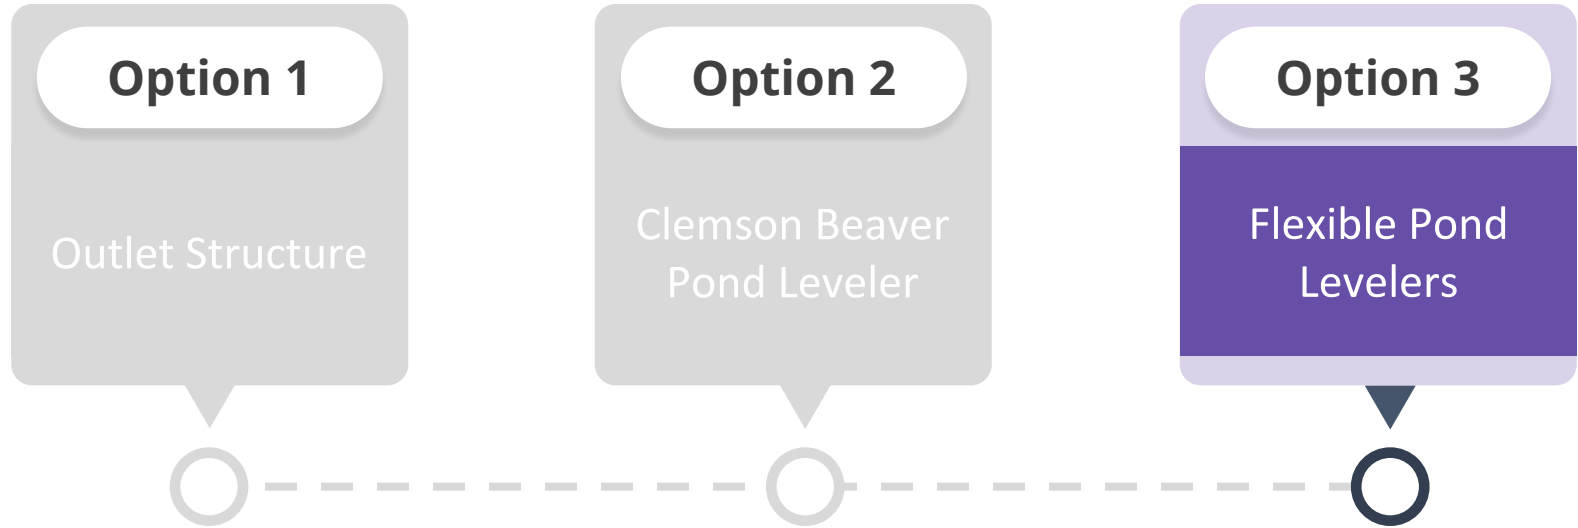 Option 1
Outlet Structure
Option 2
Clemson Beaver
Pond Leveler
Option 3
Flexible Pond
Levelers